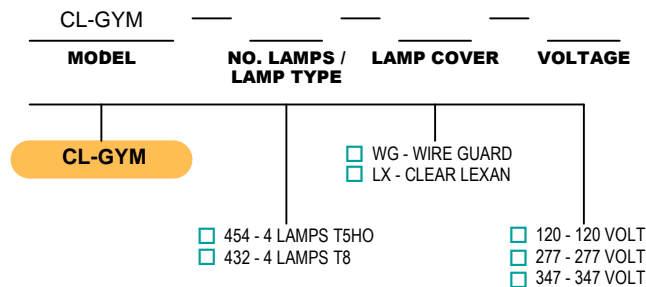 CL-GYM — — —
MODEL NO. LAMPS / LAMP COVER VOLTAGE
LAMP TYPE
CL-GYM
WG - WIRE GUARD
LX - CLEAR LEXAN
454 - 4 LAMPS T5HO
432 - 4 LAMPS T8
120 - 120 VOLT
277 - 277 VOLT
347 - 347 VOLT